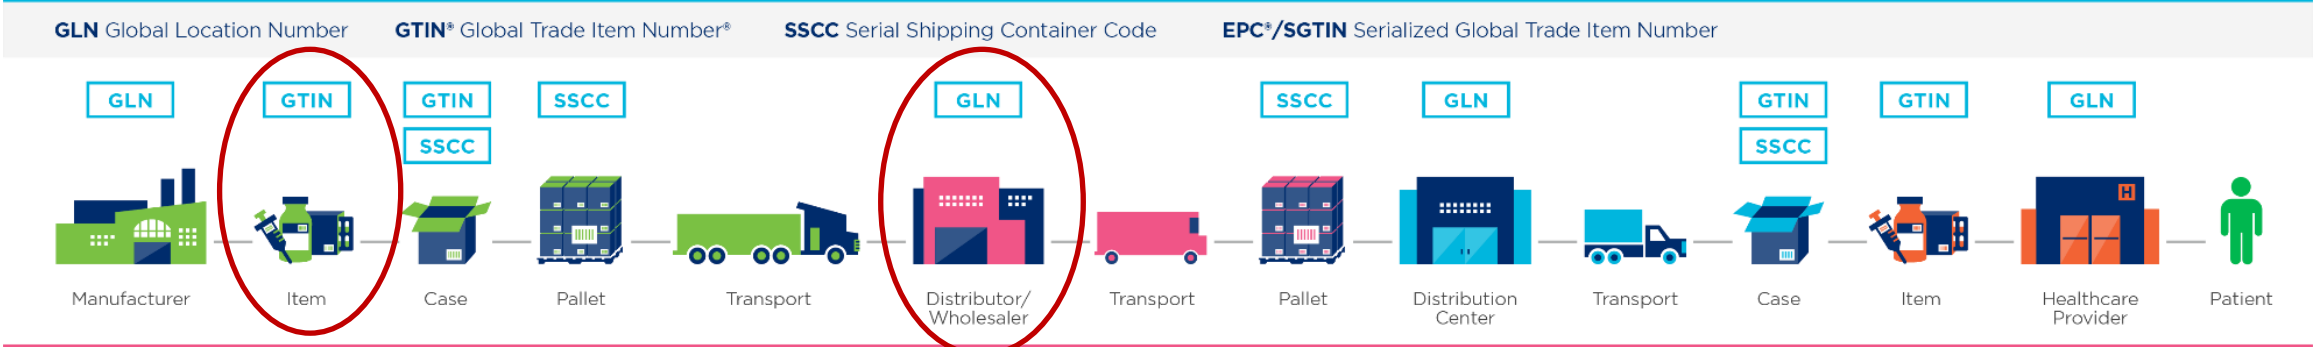 GLN Global Location Number GTIN® Global Trade Item Number® SSCC Serial Shipping Container Code EPC®/SGTIN Serialized Global Trade Item Number
GLN GTIN GTIN SSCC GLN SSCC GLN GTIN GTIN GLN
SSCC SSCC
H
Manufacturer Item Case Pallet Transport Distributor/ Transport Pallet Distribution Transport Case Item Healthcare Patient
Wholesaler Center Provider